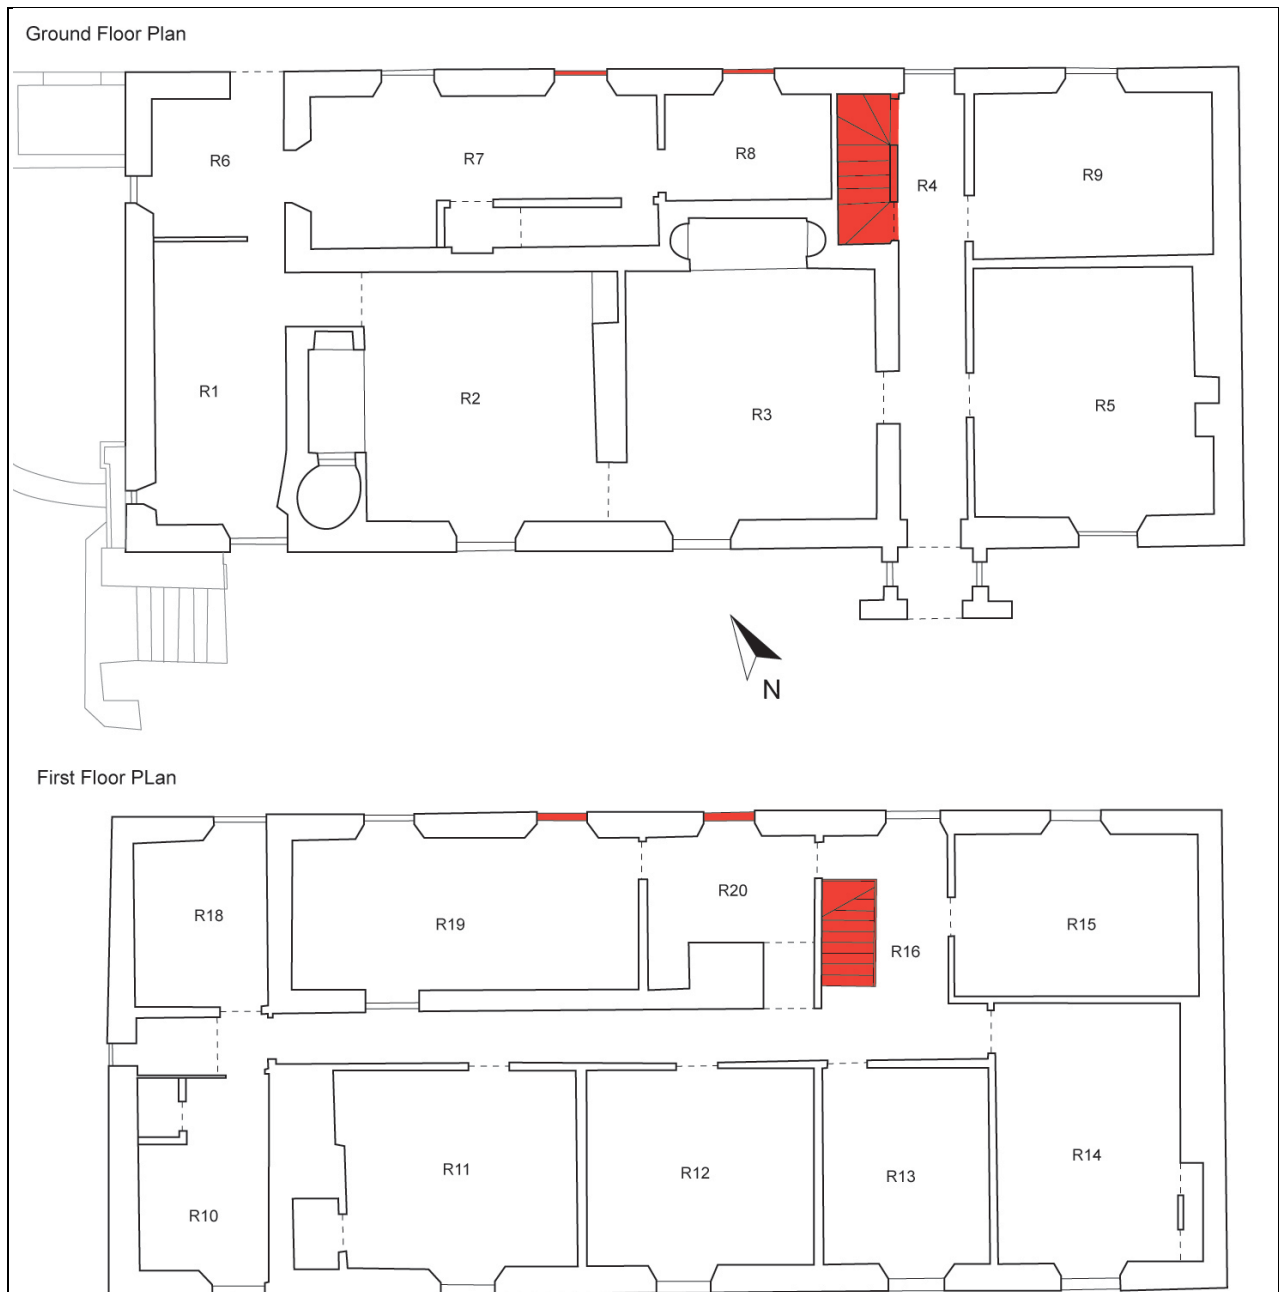 Ground Floor Plan
R6
R7
R8
R4
R9
R1
R2
R3
R5
N
First Floor PLan
R18
R19
R20
R16
R15
R11
R12
R13
R14
R10